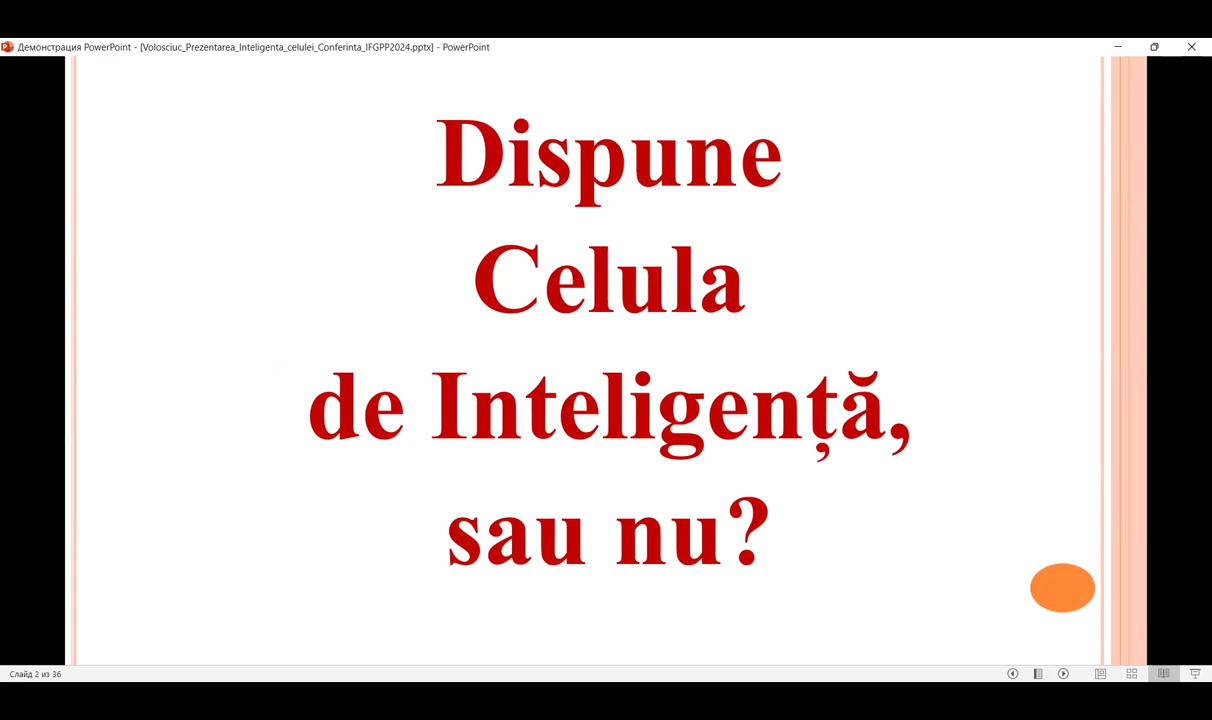 Демонстрация PowerPoint - [Volosciuc_Prezentarea_Inteligenta_celulei_Conferinta_IFGPP2024.pptx] - PowerPoint
Dispune
Celula
de Inteligență,
sau nu?
Слайд 2 из 36